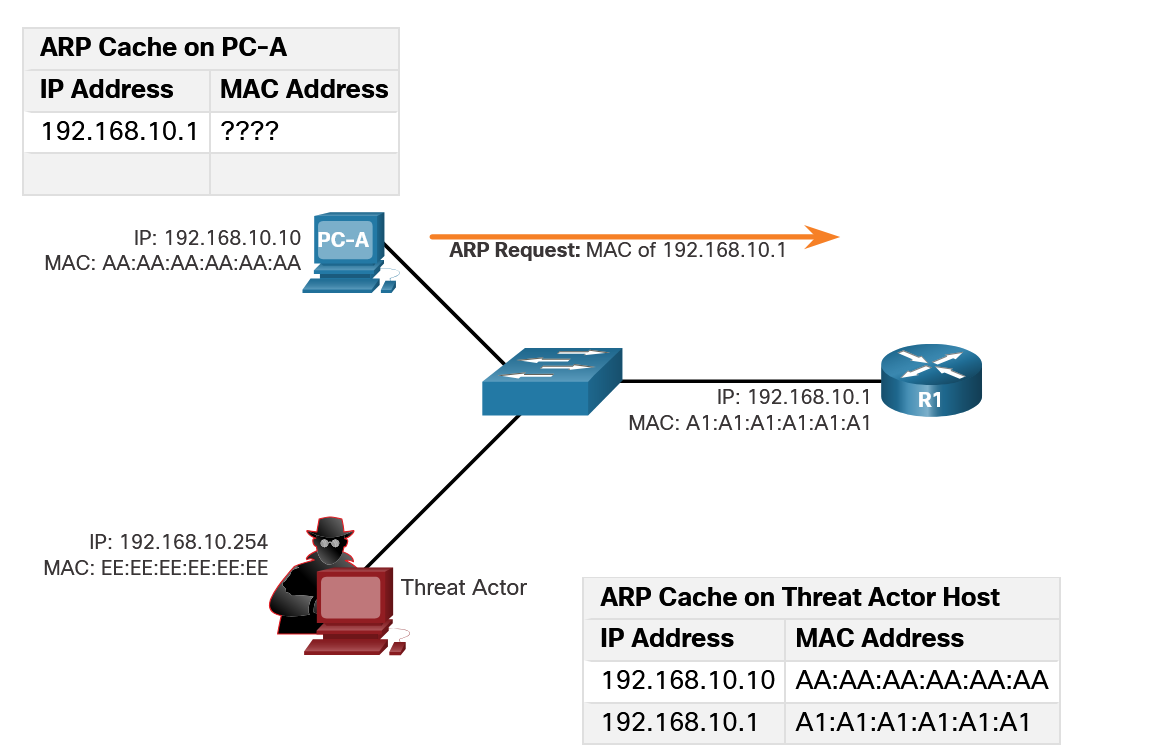 ARP Cache on PC-A
IP Address MAC Address
192.168.10.1 ????
IP: 192.168.10.10
MAC: AA:AA:AA:AA:AA:AA
PC-A
ARP Request: MAC of 192.168.10.1
IP: 192.168.10.1
MAC: A1:A1:A1:A1:A1:A1
R1
IP: 192.168.10.254
MAC: EE:EE:EE:EE:EE:EE
Threat Actor
ARP Cache on Threat Actor Host
IP Address MAC Address
192.168.10.10 AA:AA:AA:AA:AA:AA
192.168.10.1 A1:A1:A1:A1:A1:A1